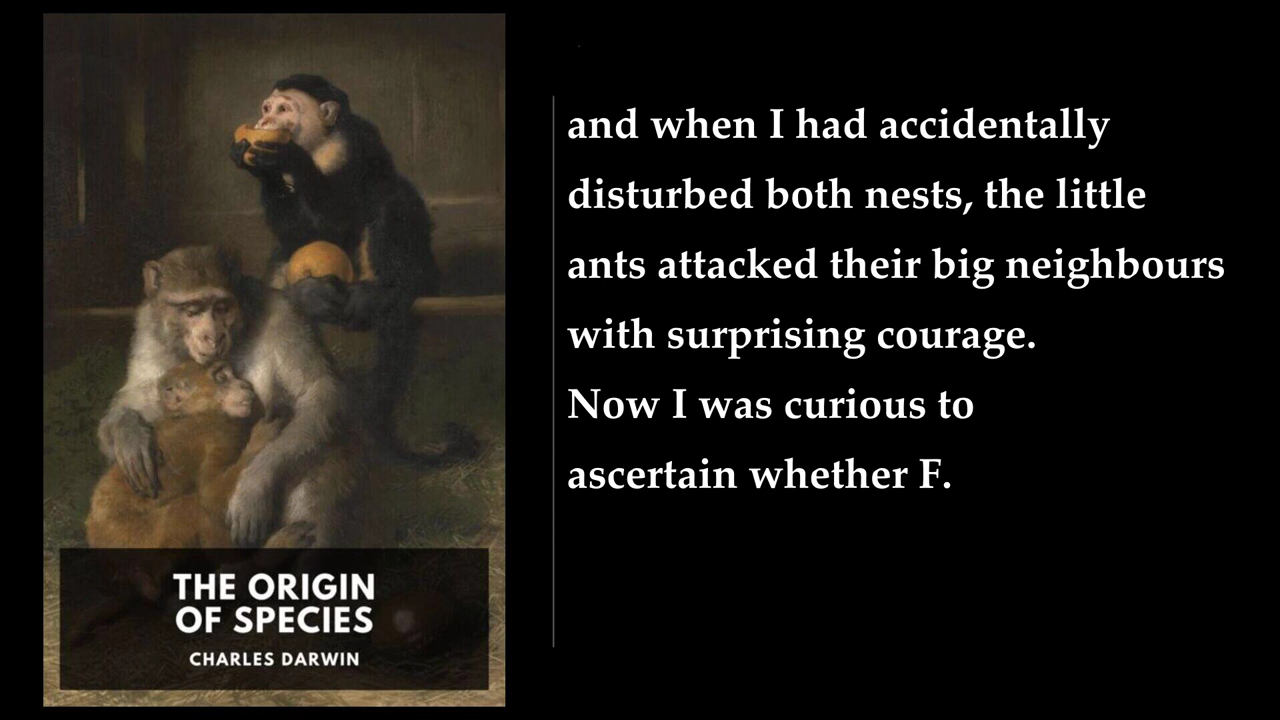 THE ORIGIN
OF SPECIES
CHARLES DARWIN
and when I had accidentally
disturbed both nests, the little
ants attacked their big neighbours
with surprising courage.
Now I was curious to
ascertain whether F.